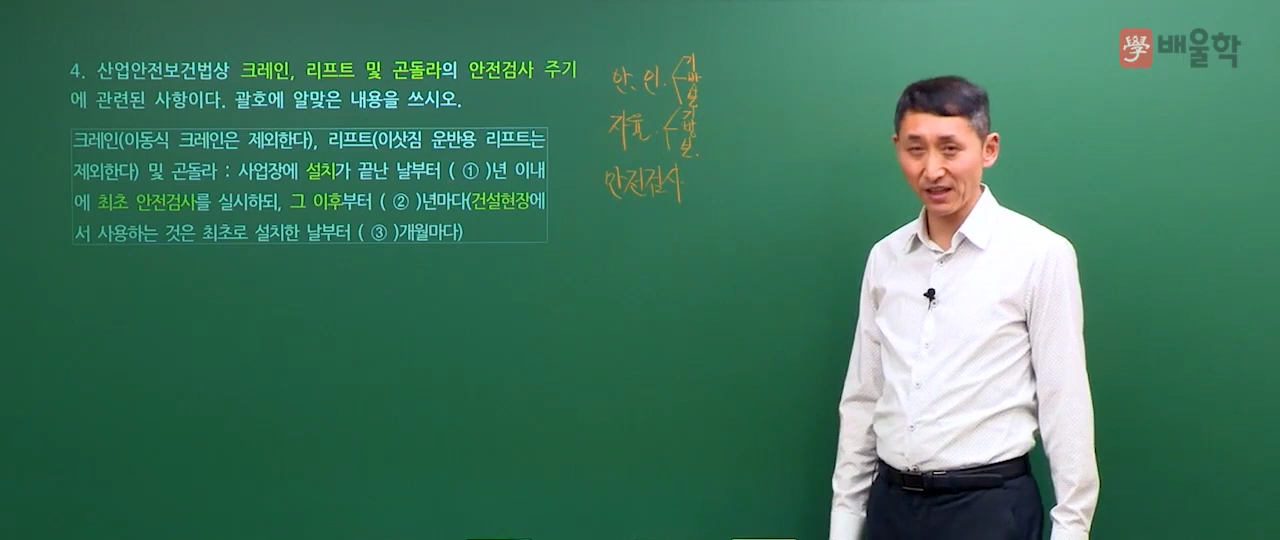 學 배울학
4. 산업안전보건법상 크레인, 리프트 및 곤돌라의 안전검사 주기
에 관련된 사항이다. 괄호에 알맞은 내용을 쓰시오.
크레인(이동식 크레인은 제외한다), 리프트(이삿짐 운반용 리프트는
제외한다) 및 곤돌라 : 사업장에 설치가 끝난 날부터 ( ① )년 이내
에 최초 안전검사를 실시하되, 그 이후부터 ( ② )년마다(건설현장에
서 사용하는 것은 최초로 설치한 날부터 ( ③ )개월마다)
안. 인.
자율.
안전검사